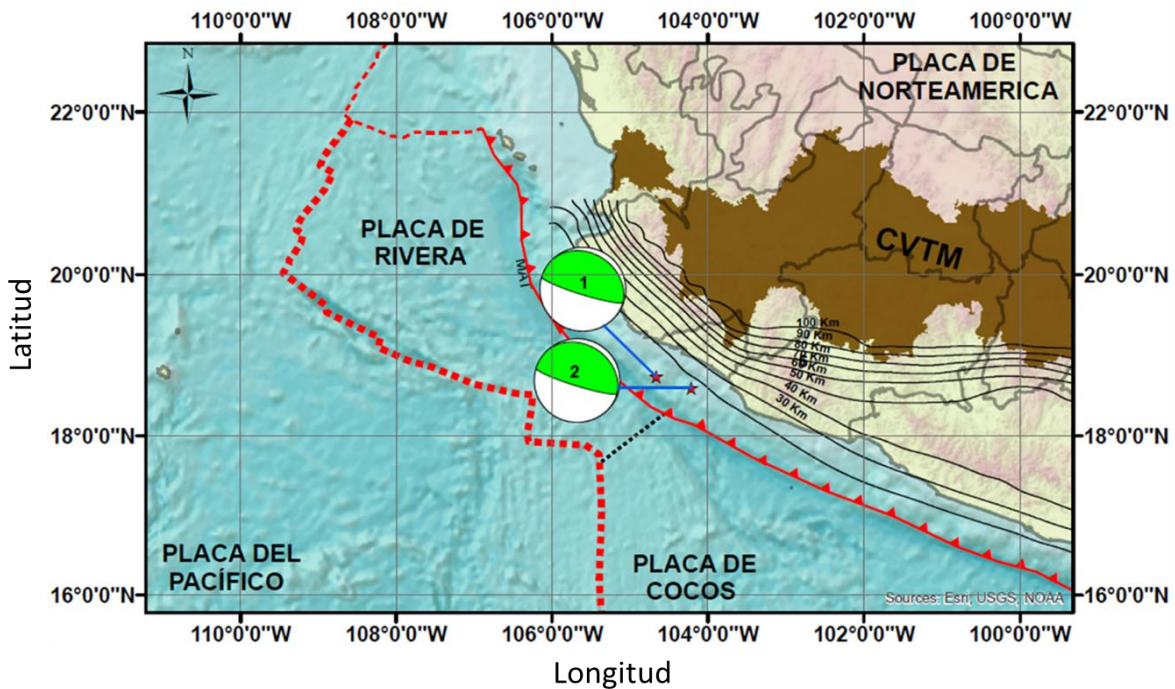 110°0'0"W 108°0'0"W 106°0'0"W 104°0'0"W 102°0'0"W 100°0'0"W
N
PLACA DE
NORTEAMERICA
22°0'0"N
22°0'0"N
PLACA DE
RIVERA
CVTM
20°0'0"N
MAT
1
20°0'0"N
100 Km
90 Km
80 Km
50 Km
40 Km
30 Km
2
18°0'0"N
18°0'0"N
PLACA DEL
PACÍFICO
PLACA DE
COCOS
16°0'0"N
Sources: Esri, USGS, NOAA
16°0'0"N
110°0'0"W 108°0'0"W 106°0'0"W 104°0'0"W 102°0'0"W 100°0'0"W
Latitud
Longitud